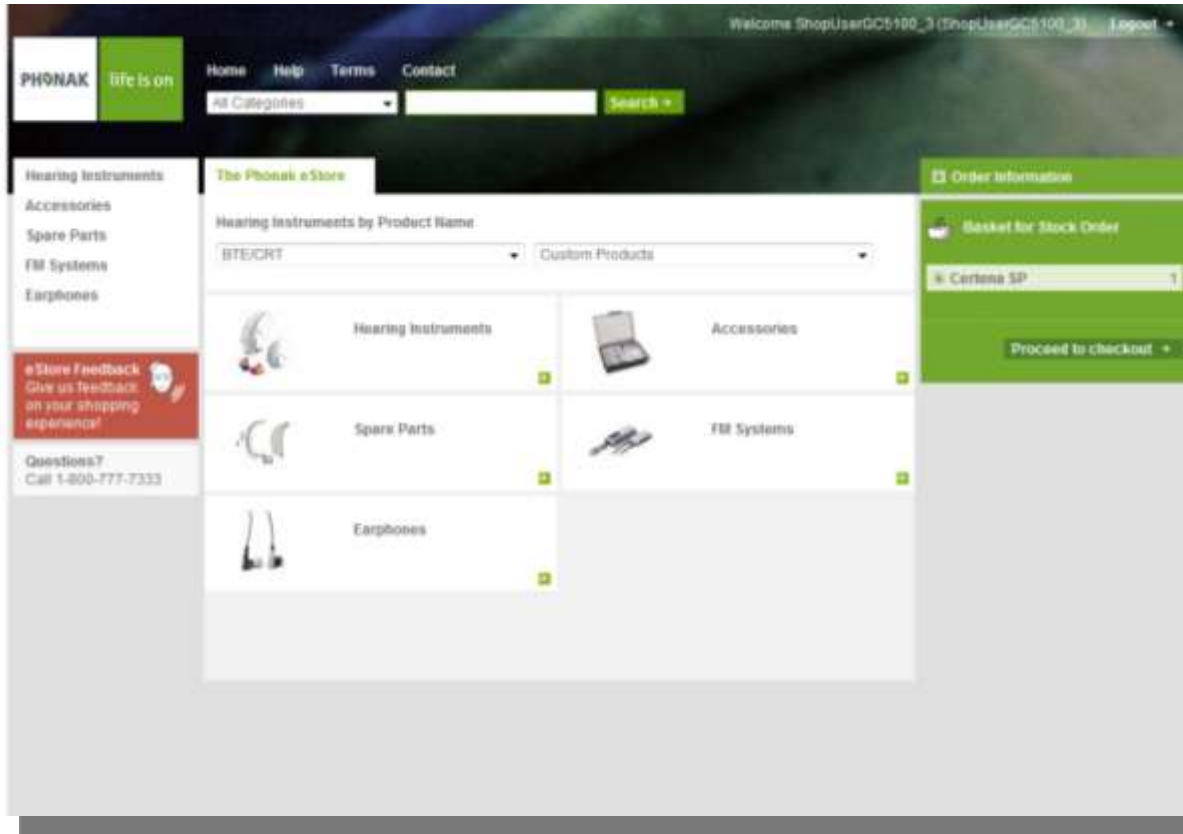 Welcome ShopUserGC5100_3 (ShopUserGC5100_3) Logout
PHONAK life is on
Home Help Terms Contact
All Categories Search
Hearing Instruments
Accessories
Spare Parts
FM Systems
Earphones
eStore Feedback
Give us feedback
on your shopping
experience!
Questions?
Call 1-800-777-7333
The Phonak eStore
Hearing Instruments by Product Name
BTE/CRT Custom Products
Hearing Instruments Accessories
Spare Parts FM Systems
Earphones
Order Information
Basket for Stock Order
Certena SP 1
Proceed to checkout